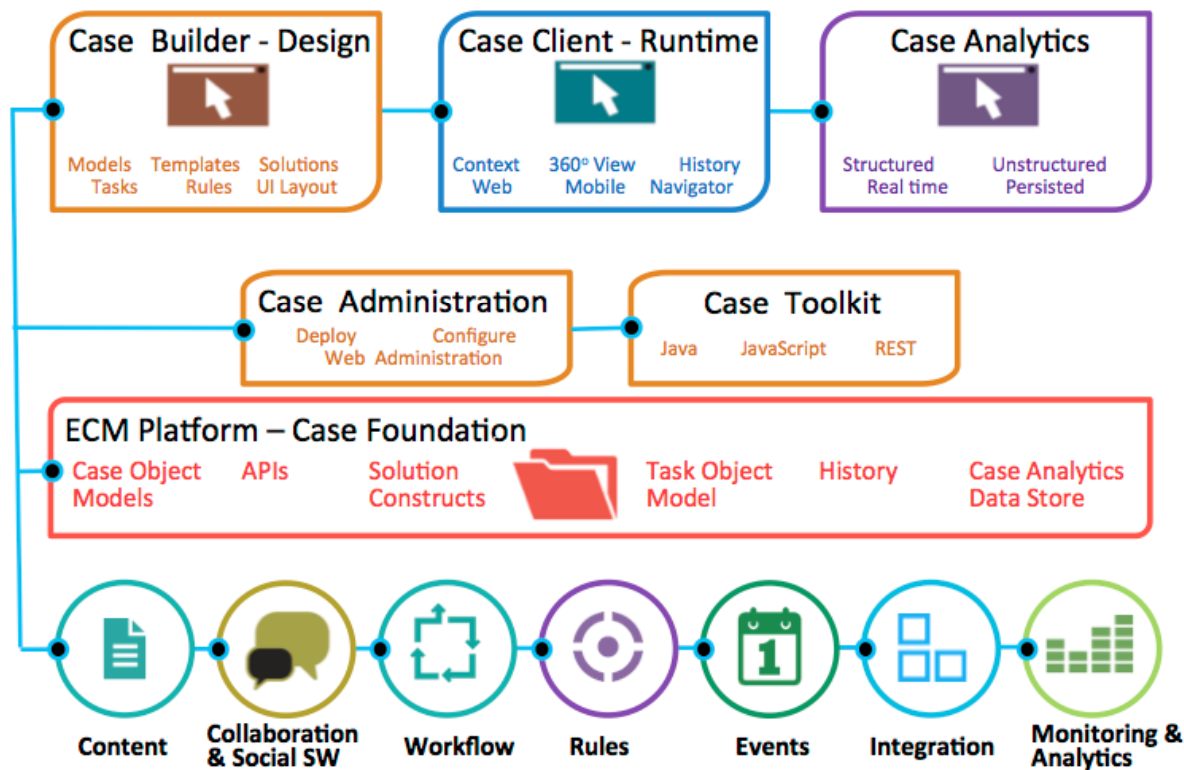 Case Builder - Design
Models Templates Solutions
Tasks Rules UI Layout
Case Client - Runtime
Context 360º View History
Web Mobile Navigator
Case Analytics
Structured Unstructured
Real time Persisted
Case Administration
Deploy Configure
Web Administration
Case Toolkit
Java JavaScript REST
ECM Platform – Case Foundation
Case Object
Models
APIs
Solution
Constructs
Task Object
Model
History
Case Analytics
Data Store
1
Content
Collaboration
& Social SW
Workflow
Rules
Events
Integration
Monitoring &
Analytics